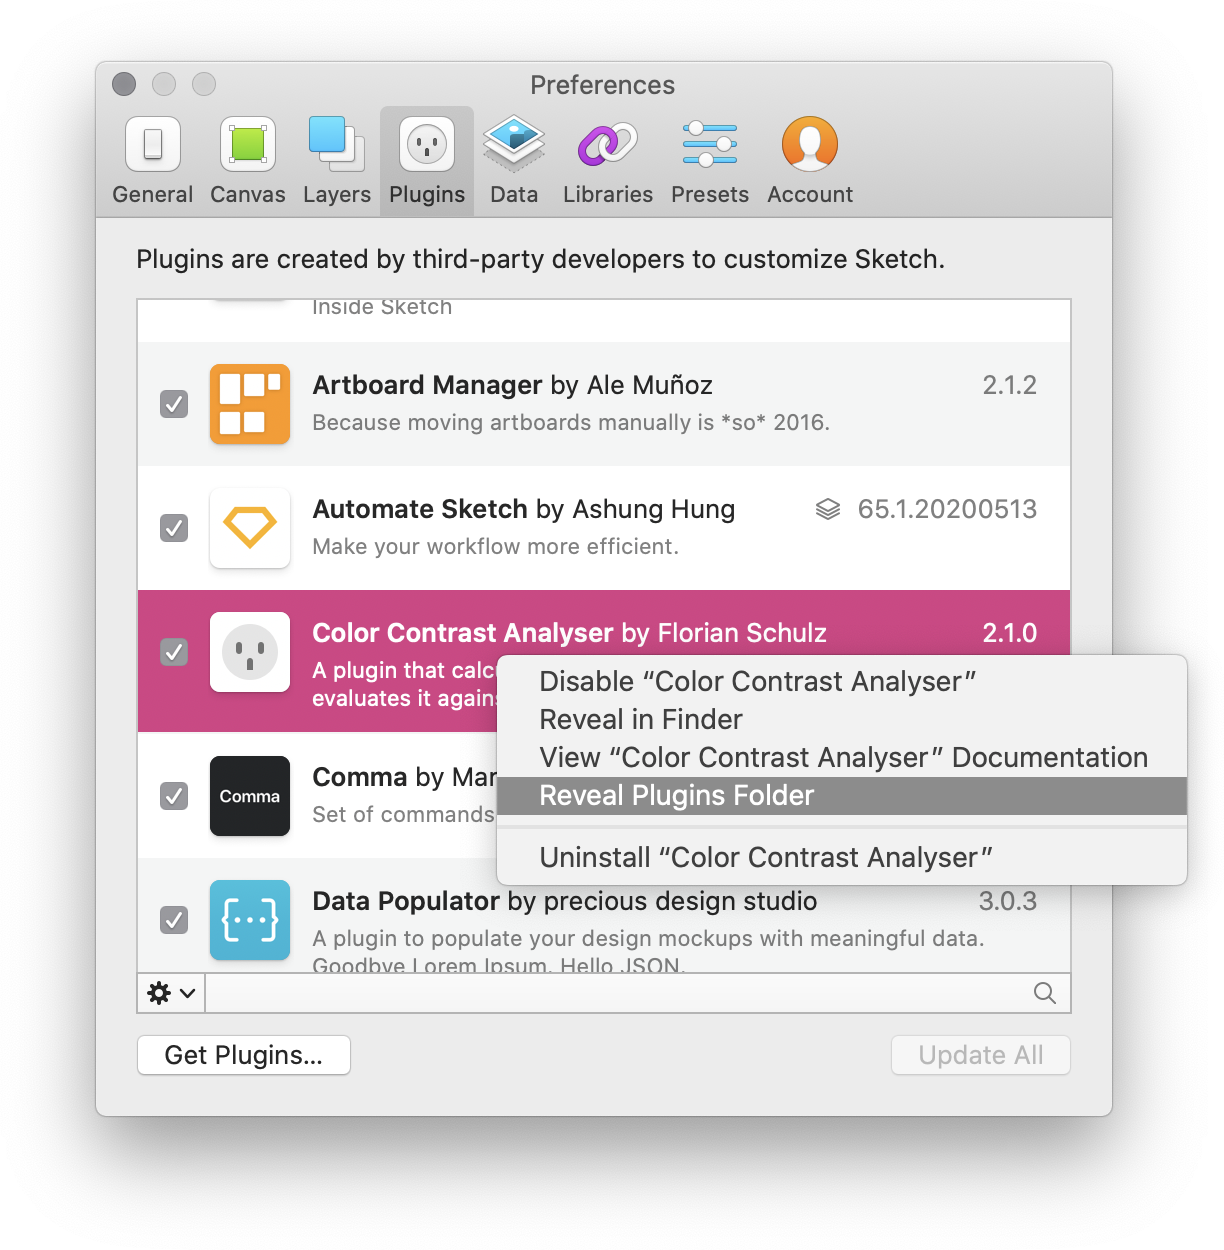 Preferences
General Canvas Layers Plugins Data Libraries Presets Account
Plugins are created by third-party developers to customize Sketch.
Inside Sketch
Artboard Manager by Ale Muñoz 2.1.2
Because moving artboards manually is *so* 2016.
Automate Sketch by Ashung Hung 65.1.20200513
Make your workflow more efficient.
Color Contrast Analyser by Florian Schulz 2.1.0
A plugin that calc
evaluates it agains
Disable “Color Contrast Analyser”
Reveal in Finder
View “Color Contrast Analyser” Documentation
Reveal Plugins Folder
Uninstall “Color Contrast Analyser”
Comma
Comma by Mar
Set of commands
Data Populator by precious design studio 3.0.3
A plugin to populate your design mockups with meaningful data.
Goodbye Lorem Ipsum. Hello JSON.
Get Plugins... Update All